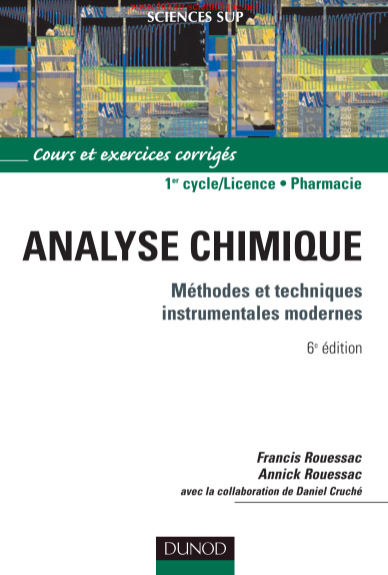 SCIENCES SUP
Cours et exercices corrigés
1er cycle/Licence • Pharmacie
ANALYSE CHIMIQUE
Méthodes et techniques
instrumentales modernes
6e édition
Francis Rouessac
Annick Rouessac
avec la collaboration de Daniel Cruché
DUNOD